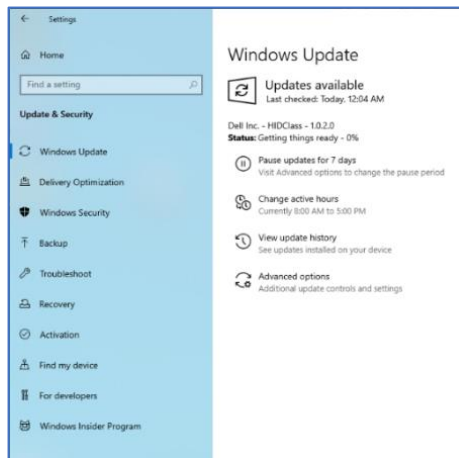 Settings
Home
Find a setting
Update & Security
Windows Update
Delivery Optimization
Windows Security
Backup
Troubleshoot
Recovery
Activation
Find my device
For developers
Windows Insider Program
Windows Update
Updates available
Last checked: Today, 12:04 AM
Dell Inc. - HIDClass - 1.0.2.0
Status: Getting things ready - 0%
Pause updates for 7 days
Visit Advanced options to change the pause period
Change active hours
Currently 8:00 AM to 5:00 PM
View update history
See updates installed on your device
Advanced options
Additional update controls and settings